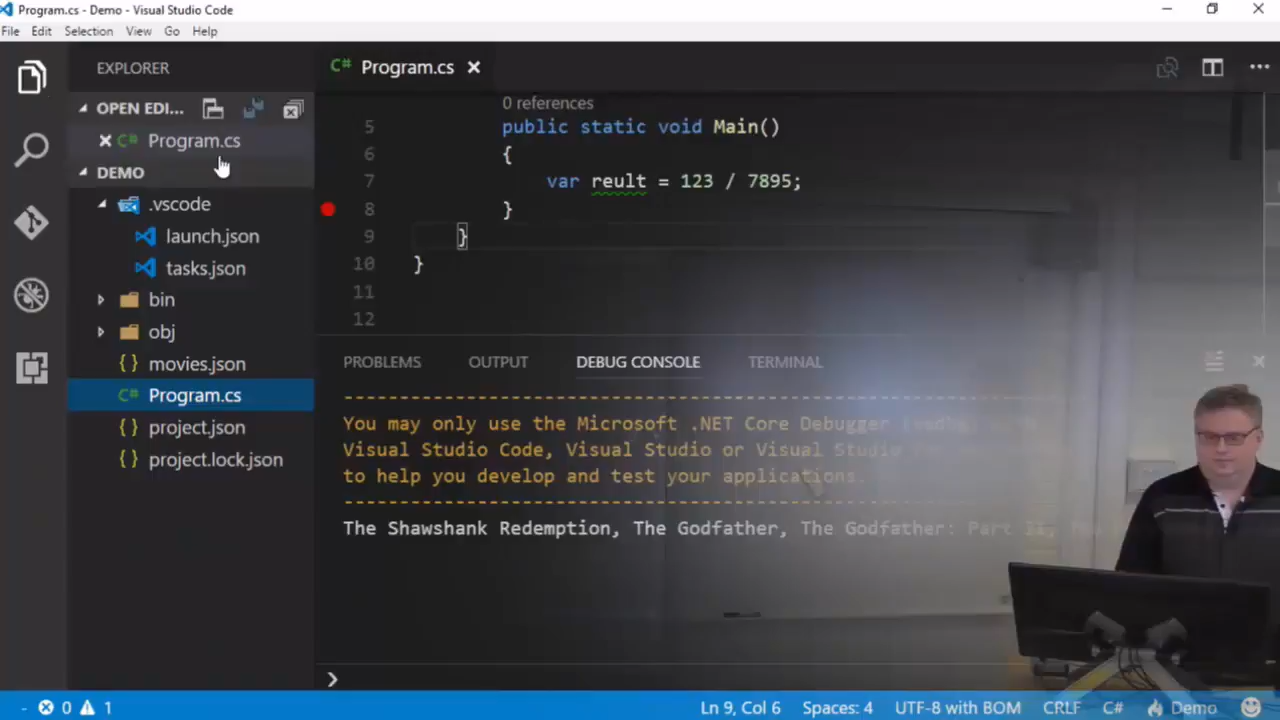 Program.cs - Demo - Visual Studio Code
File Edit Selection View Go Help
EXPLORER
OPEN EDI...
Program.cs
DEMO
.vscode
launch.json
tasks.json
bin
obj
{} movies.json
C# Program.cs
{} project.json
{} project.lock.json
C# Program.cs
0 references
5 public static void Main()
6 {
7 var reult = 123 / 7895;
8 }
9 }
10 }
11
12
PROBLEMS OUTPUT DEBUG CONSOLE TERMINAL
-------------------------------------------------------------------
You may only use the Microsoft .NET Core Debugger
Visual Studio Code, Visual Studio or Visual Studio
to help you develop and test your applications.
-------------------------------------------------------------------
The Shawshank Redemption, The Godfather, The Godfather: Part II,
0 1 Ln 9, Col 6 Spaces: 4 UTF-8 with BOM CRLF C# Demo